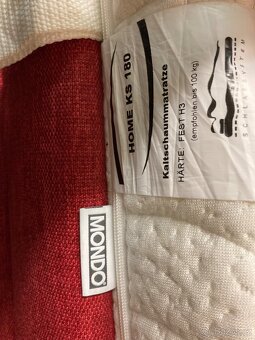 HOME KS 180
Kaltschaummatratze
HÄRTE: FEST H3
(empfohlen bis 100 kg)
MONDO